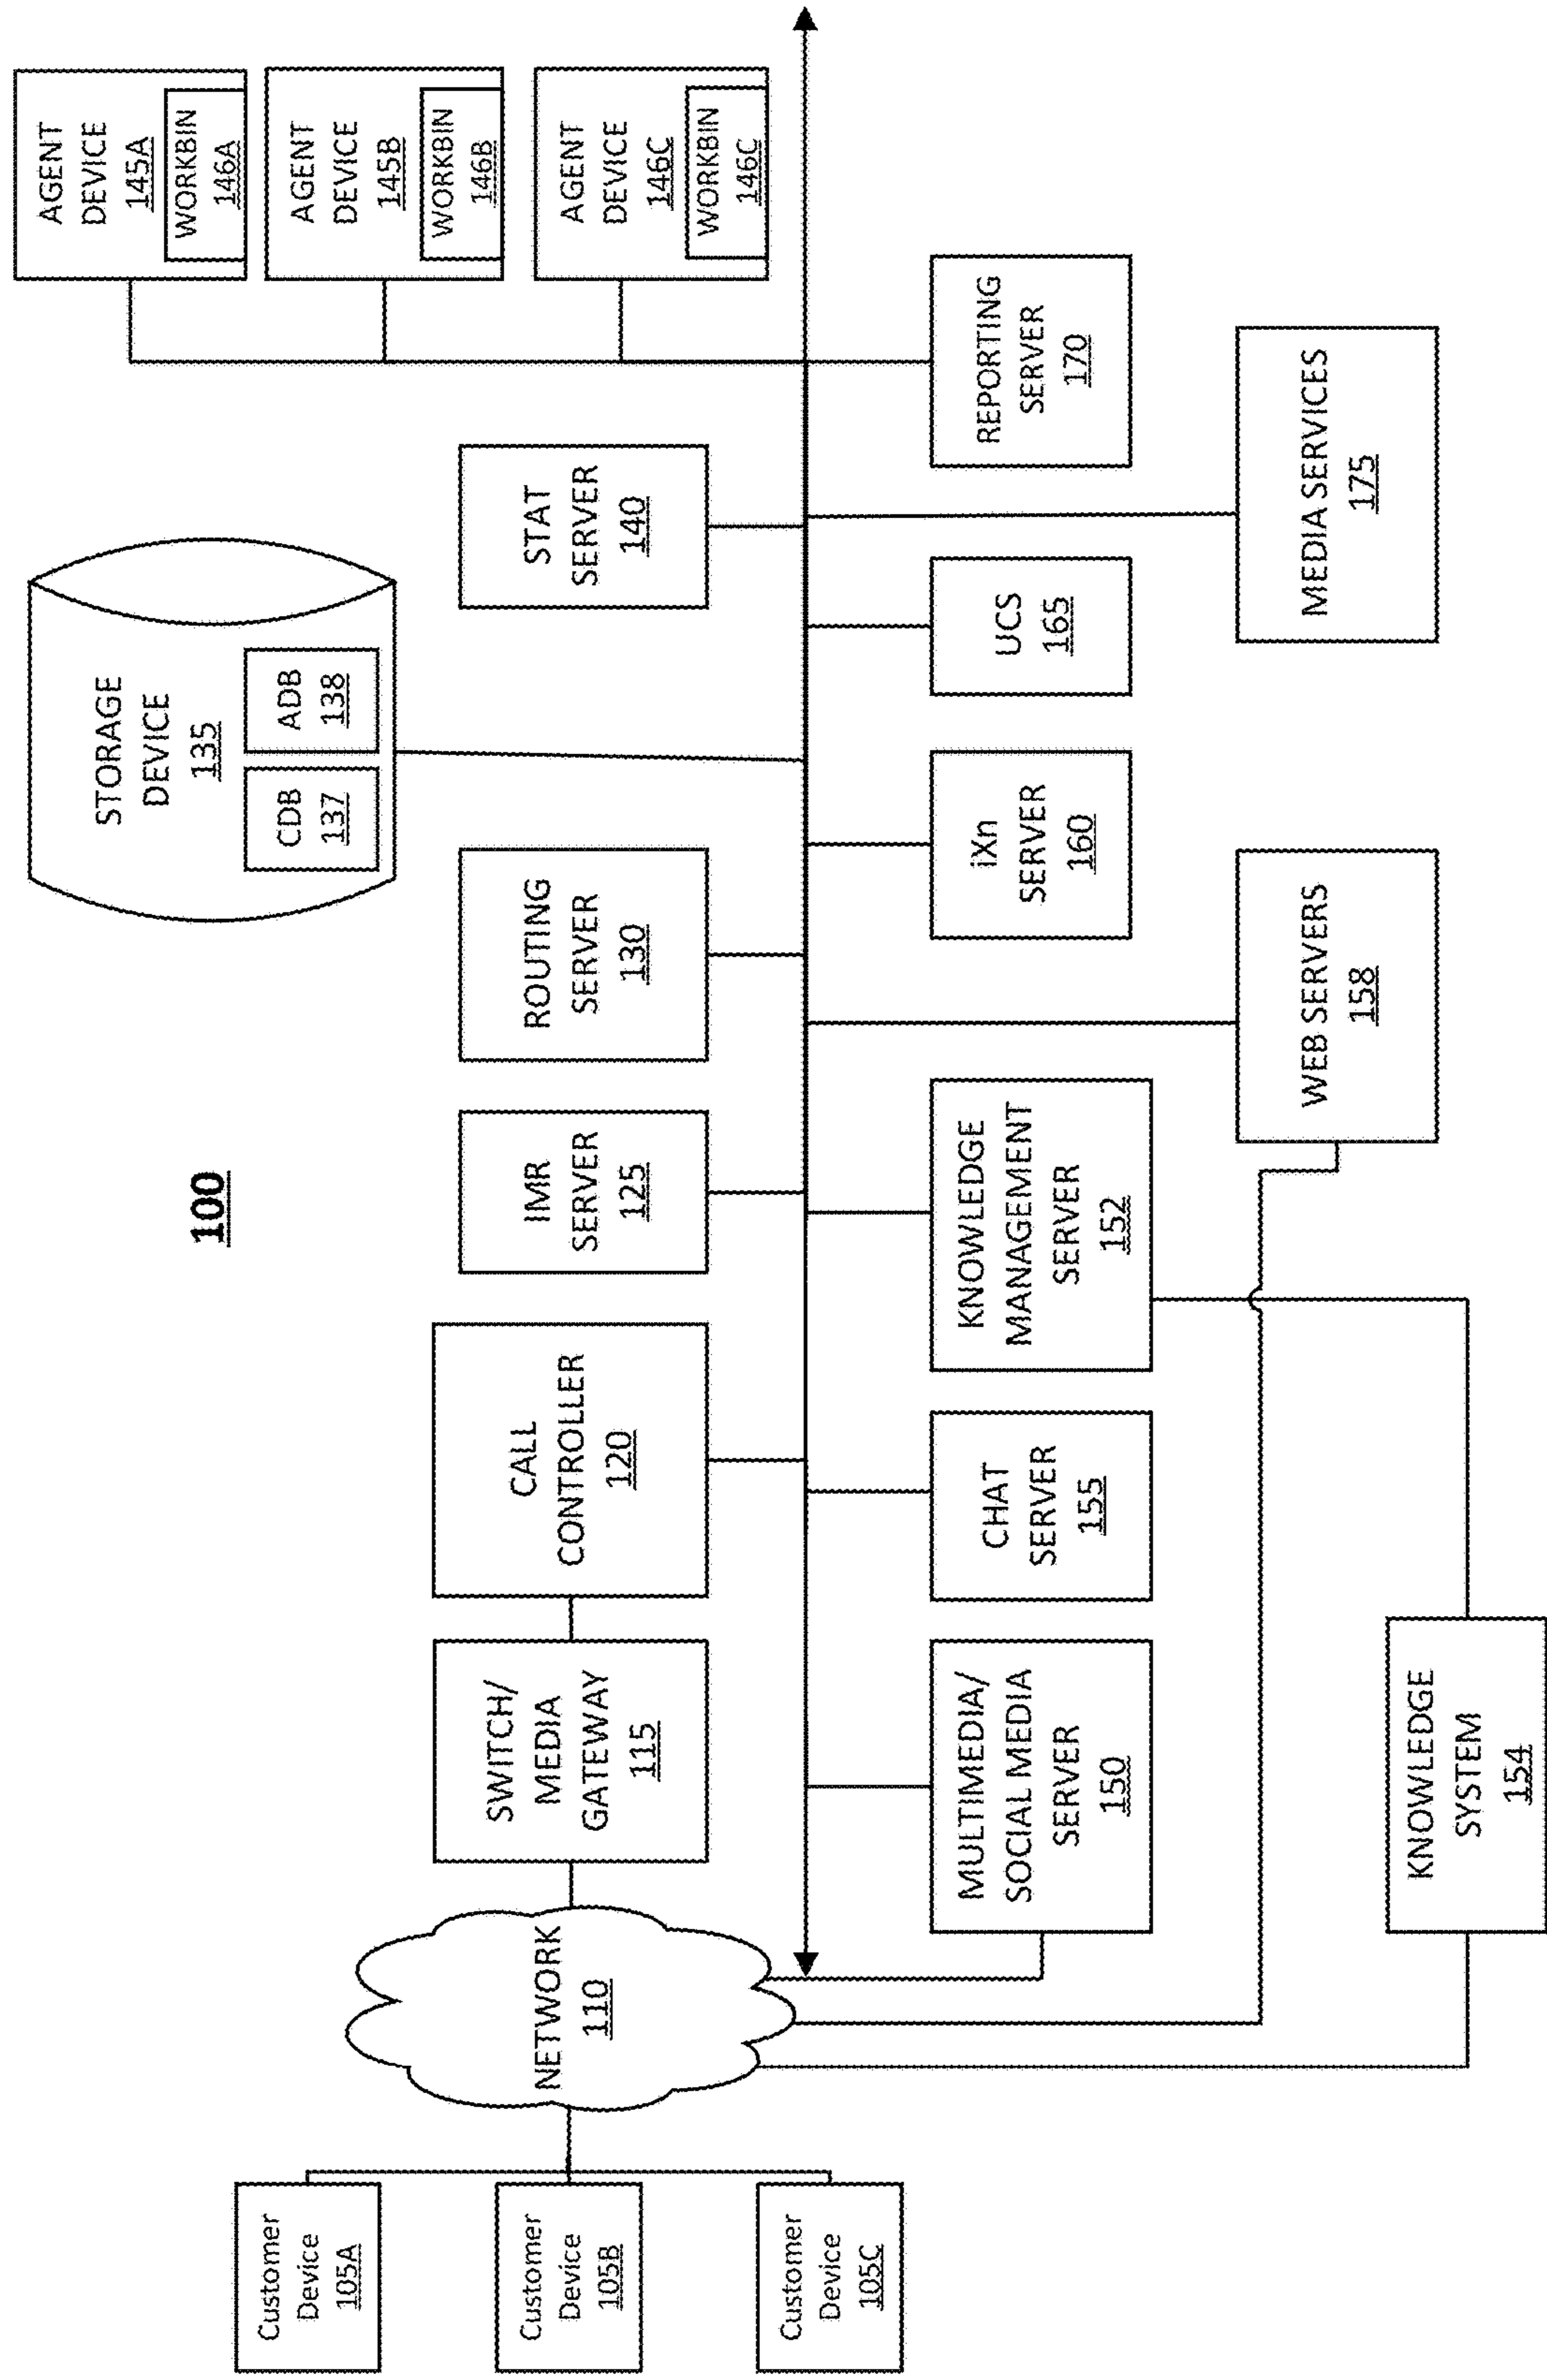 100
AGENT
DEVICE
145A
WORKBIN
146A
STORAGE
DEVICE
135
CDB
137
ADB
138
AGENT
DEVICE
145B
WORKBIN
146B
Customer
Device
105A
NETWORK
110
SWITCH/
MEDIA
GATEWAY
115
CALL
CONTROLLER
120
IMR
SERVER
125
ROUTING
SERVER
130
STAT
SERVER
140
AGENT
DEVICE
146C
WORKBIN
146C
Customer
Device
105B
Customer
Device
105C
MULTIMEDIA/
SOCIAL MEDIA
SERVER
150
CHAT
SERVER
155
KNOWLEDGE
MANAGEMENT
SERVER
152
iXn
SERVER
160
UCS
165
REPORTING
SERVER
170
WEB SERVERS
158
MEDIA SERVICES
175
KNOWLEDGE
SYSTEM
154